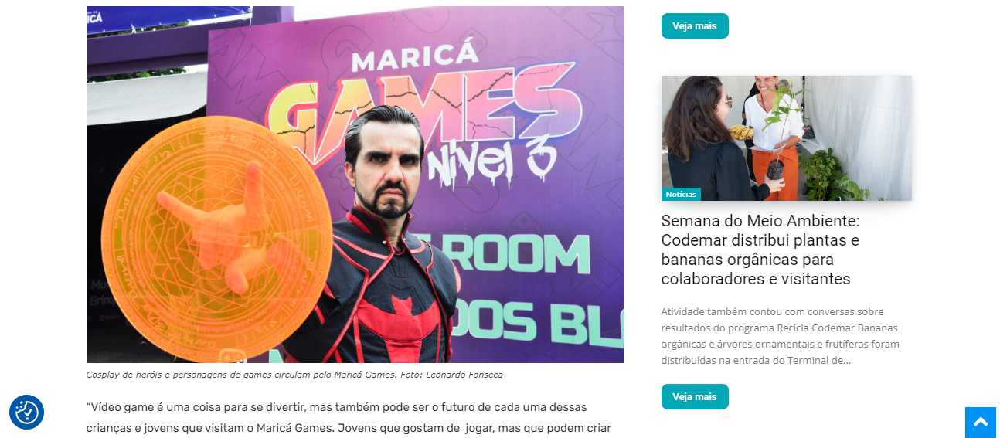 ICÁ
MARICÁ
GAMES
Nivel 3
ROOM
DOS BL
Cosplay de heróis e personagens de games circulam pelo Maricá Games. Foto: Leonardo Fonseca
“Vídeo game é uma coisa para se divertir, mas também pode ser o futuro de cada uma dessas
crianças e jovens que visitam o Maricá Games. Jovens que gostam de  jogar, mas que podem criar
Veja mais
Notícias
Semana do Meio Ambiente:
Codemar distribui plantas e
bananas orgânicas para
colaboradores e visitantes
Atividade também contou com conversas sobre
resultados do programa Recicla Codemar Bananas
orgânicas e árvores ornamentais e frutíferas foram
distribuídas na entrada do Terminal de...
Veja mais